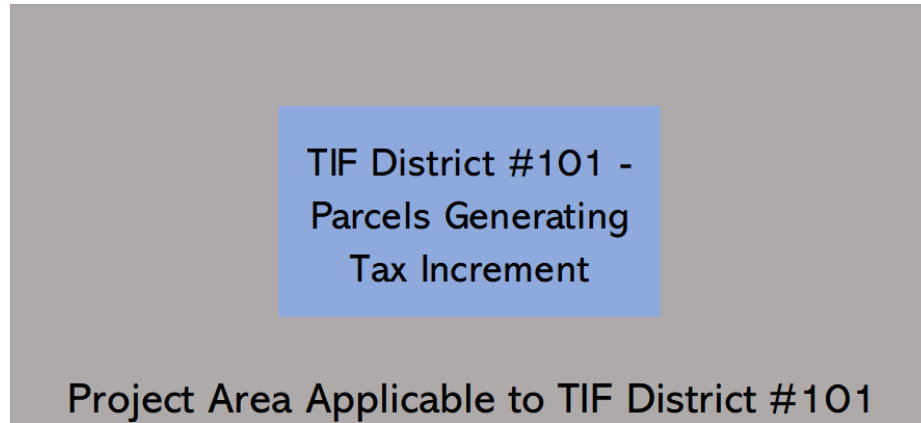 TIF District #101 -
Parcels Generating
Tax Increment
Project Area Applicable to TIF District #101